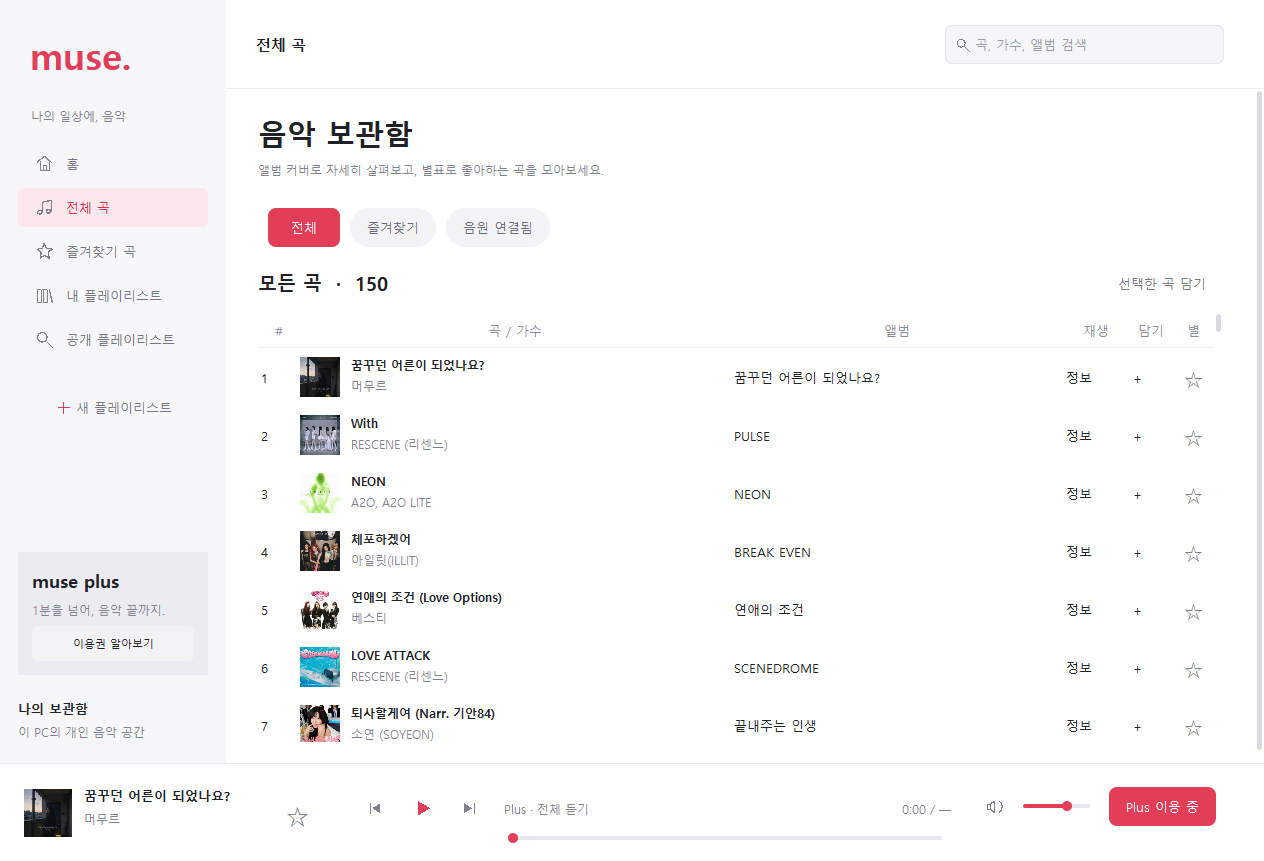 muse.
나의 일상에, 음악
홈
전체 곡
즐겨찾기 곡
내 플레이리스트
공개 플레이리스트
+ 새 플레이리스트
muse plus
1분을 넘어, 음악 끝까지.
이용권 알아보기
나의 보관함
이 PC의 개인 음악 공간
전체 곡
곡, 가수, 앨범 검색
음악 보관함
앨범 커버로 자세히 살펴보고, 별표로 좋아하는 곡을 모아보세요.
전체 즐겨찾기 음원 연결됨
모든 곡 · 150 선택한 곡 담기
# 곡 / 가수 앨범 재생 담기 별
1 꿈꾸던 어른이 되었나요? 꿈꾸던 어른이 되었나요? 정보 + ☆
머무르
2 With PULSE 정보 + ☆
RESCENE (리센느)
3 NEON NEON 정보 + ☆
A2O, A2O LITE
4 체포하겠어 BREAK EVEN 정보 + ☆
아일릿(ILLIT)
5 연애의 조건 (Love Options) 연애의 조건 정보 + ☆
베스티
6 LOVE ATTACK SCENEDROME 정보 + ☆
RESCENE (리센느)
7 퇴사할게여 (Narr. 기안84) 끝내주는 인생 정보 + ☆
소연 (SOYEON)
꿈꾸던 어른이 되었나요?
머무르
Plus · 전체 듣기
0:00 / —
Plus 이용 중